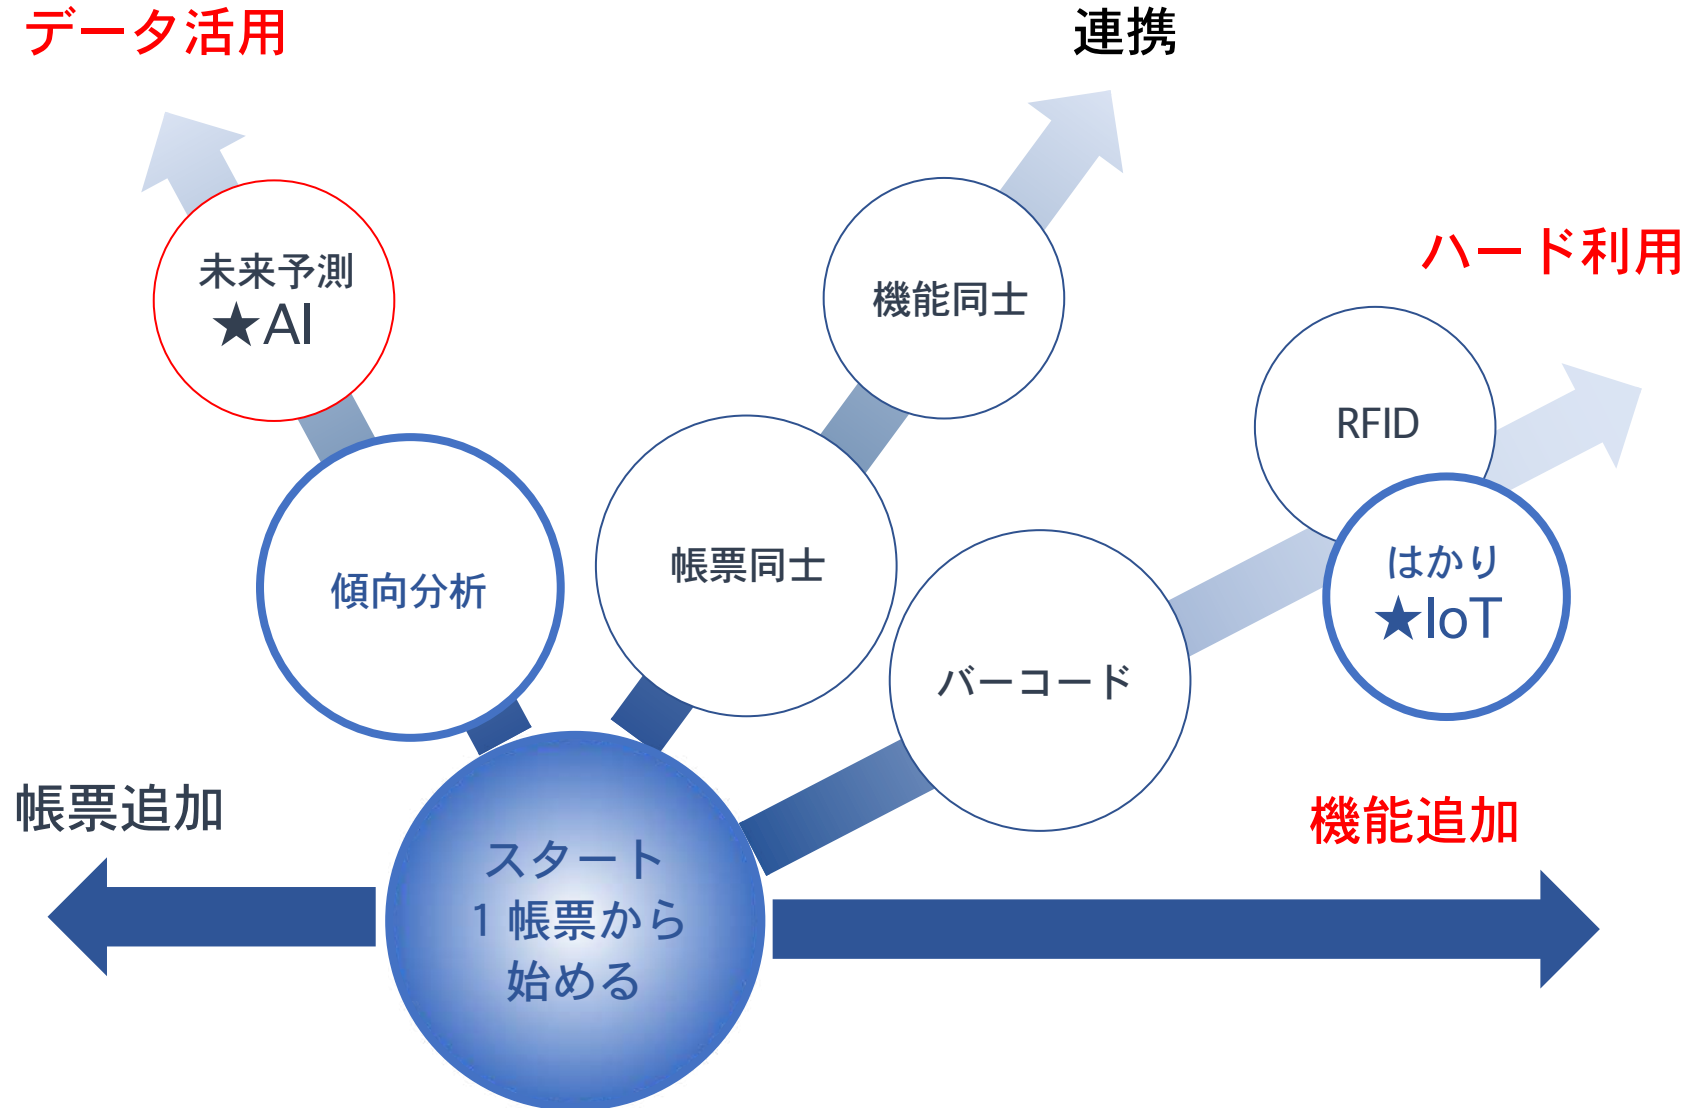 データ活用
連携
ハード利用
未来予測
★AI
機能同士
RFID
傾向分析
帳票同士
はかり
★IoT
バーコード
帳票追加
機能追加
スタート
1 帳票から
始める